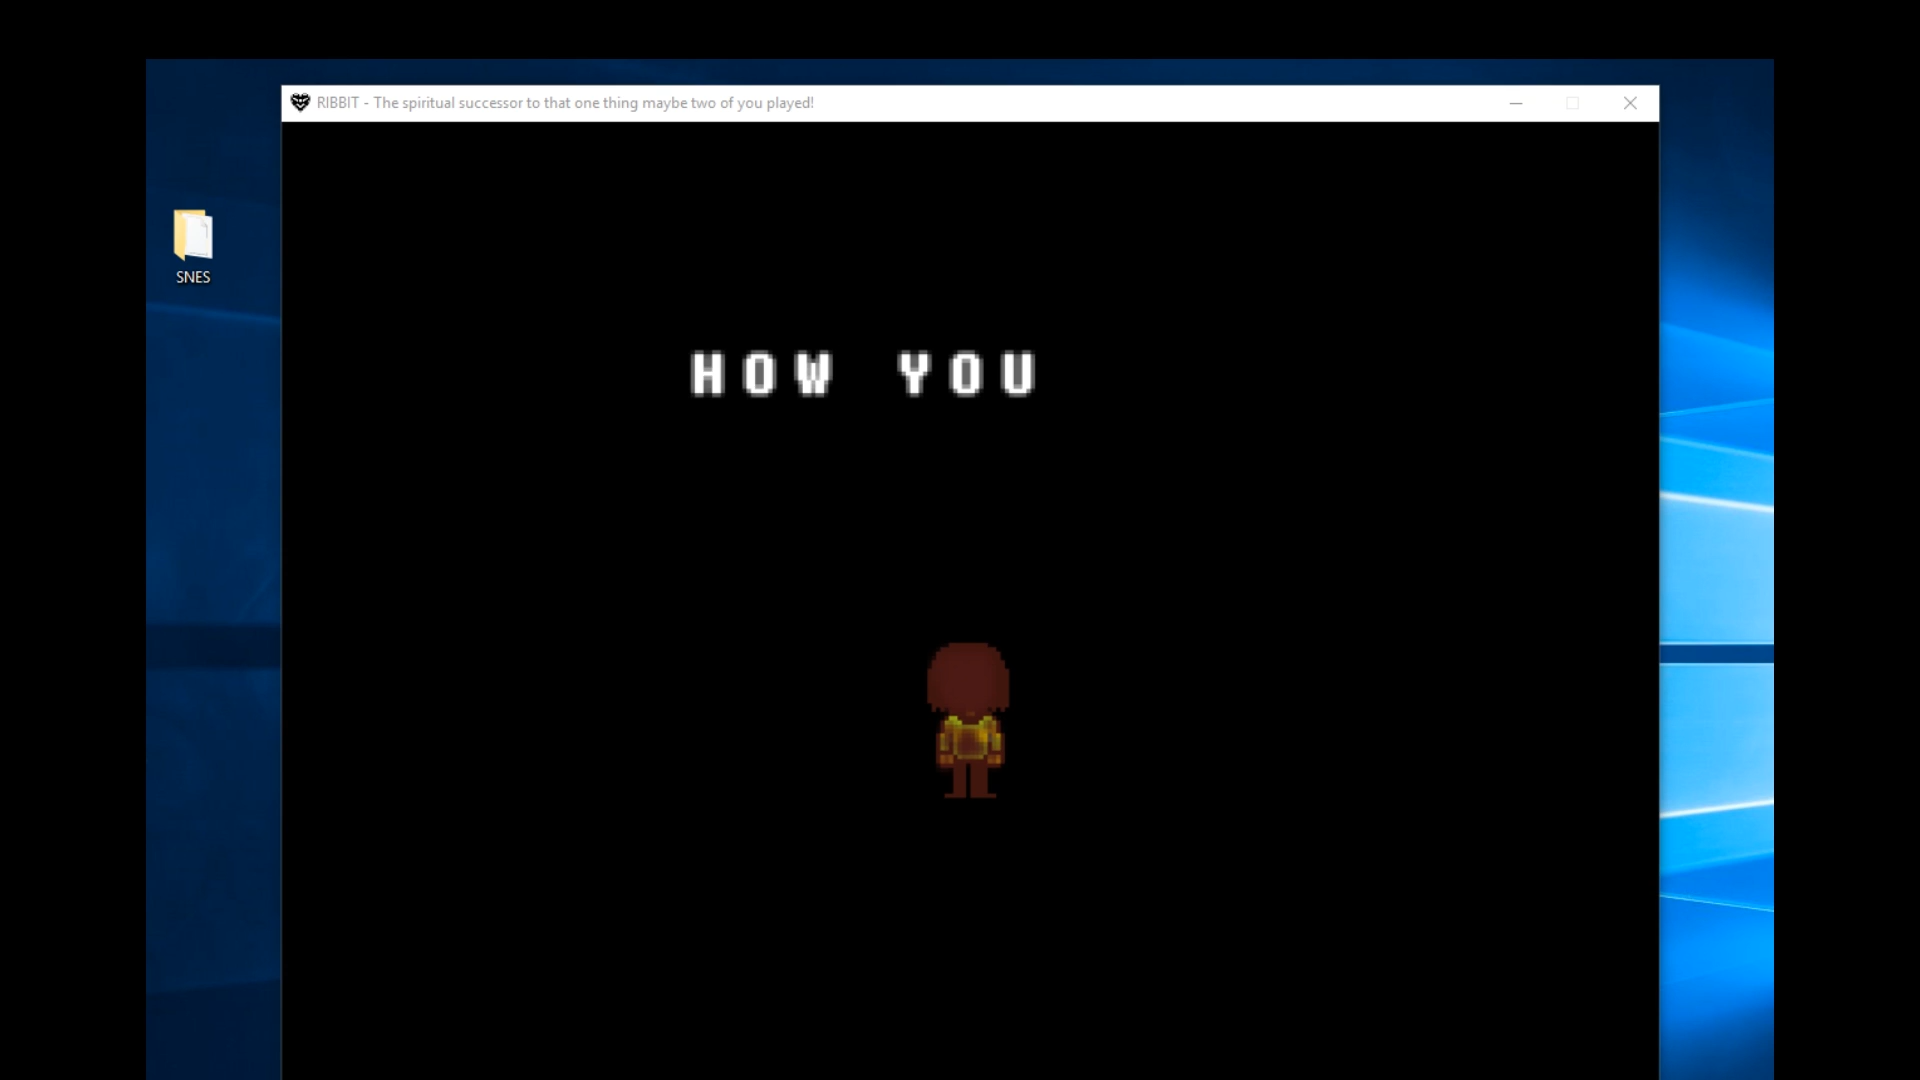 RIBBIT - The spiritual successor to that one thing maybe two of you played!
SNES
HOW YOU